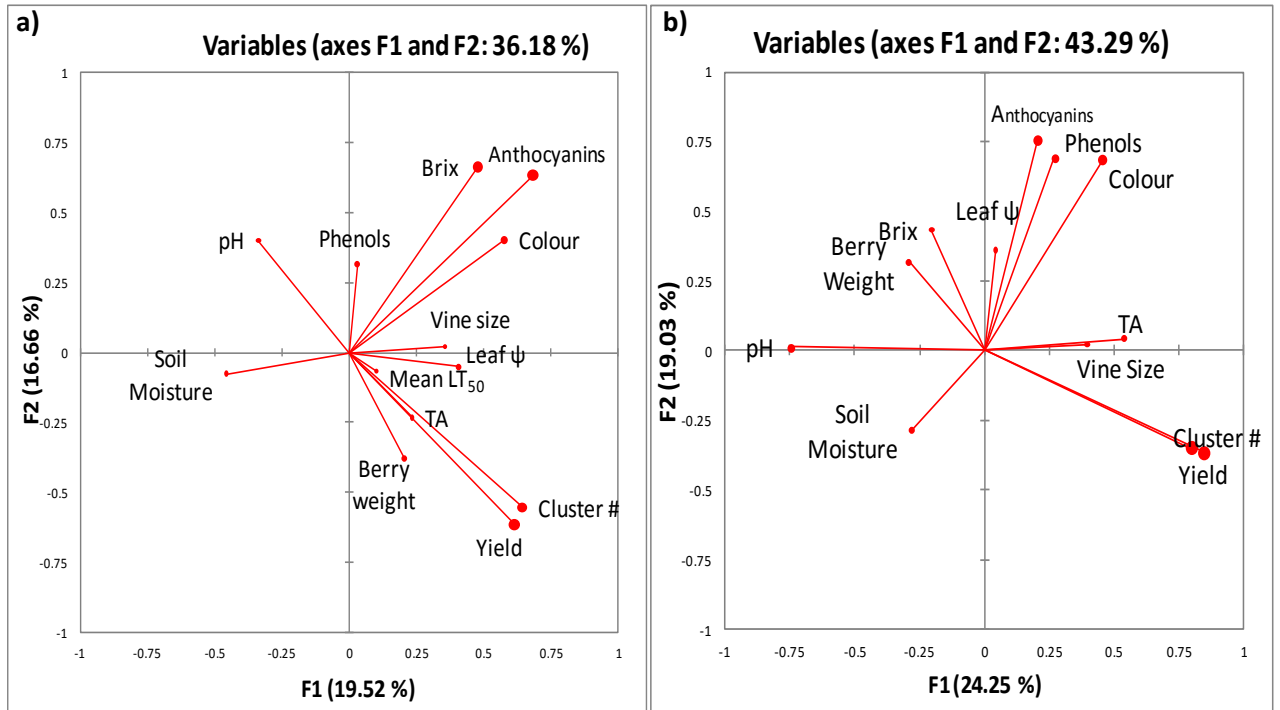 a)
Variables (axes F1 and F2: 36.18 %)
1
0.75
Brix
Anthocyanins
0.5
pH
Phenols
Colour
0.25
Vine size
0
Soil
Moisture
Leaf ψ
Mean LT50
-0.25
TA
Berry
weight
-0.5
Cluster #
Yield
-0.75
-1
-1 -0.75 -0.5 -0.25 0 0.25 0.5 0.75 1
F1 (19.52 %)
F2 (16.66 %)
b)
Variables (axes F1 and F2: 43.29 %)
1
0.75
Anthocyanins
Phenols
Colour
0.5
Leaf ψ
Brix
Berry
Weight
0.25
TA
pH
0
Vine Size
Soil
Moisture
-0.25
Cluster #
Yield
-0.5
-0.75
-1
-1 -0.75 -0.5 -0.25 0 0.25 0.5 0.75 1
F1 (24.25 %)
F2 (19.03 %)